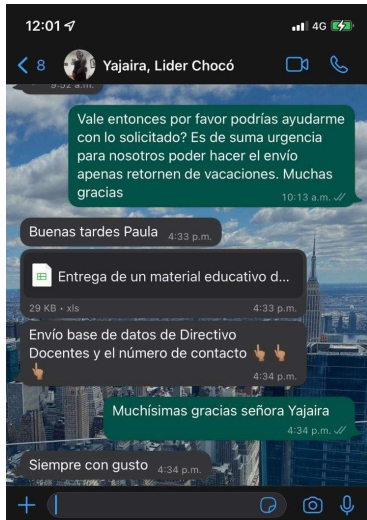 12:01
4G
8
Yajaira, Lider Chocó
9:52 a.m.
Vale entonces por favor podrías ayudarme
con lo solicitado? Es de suma urgencia
para nosotros poder hacer el envío
apenas retornen de vacaciones. Muchas
gracias
10:13 a.m.
Buenas tardes Paula
4:33 p.m.
Entrega de un material educativo d...
29 KB • xls
4:33 p.m.
Envío base de datos de Directivo
Docentes y el número de contacto 👆🏽 👆🏽
👆🏽
4:34 p.m.
Muchísimas gracias señora Yajaira
4:34 p.m.
Siempre con gusto
4:34 p.m.